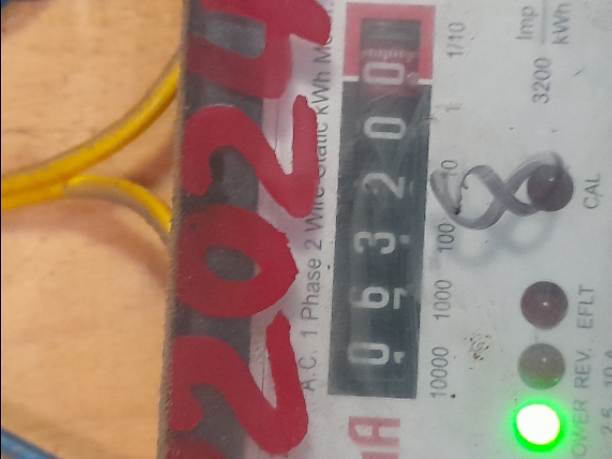 2024
A.C. 1 Phase 2 Wire Static kWh
0 6 3 2 0 0
10000 1000 100 10 1 1/10
8
3200 Imp
kWh
CAL
EFLT
REV.